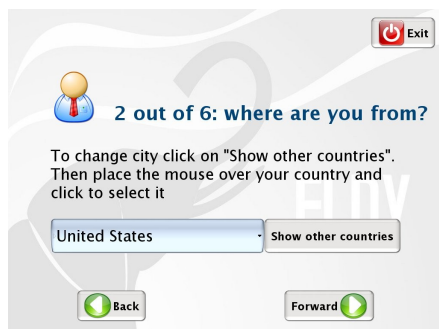 Exit
2 out of 6: where are you from?
To change city click on "Show other countries".
Then place the mouse over your country and
click to select it
United States
Show other countries
Back
Forward